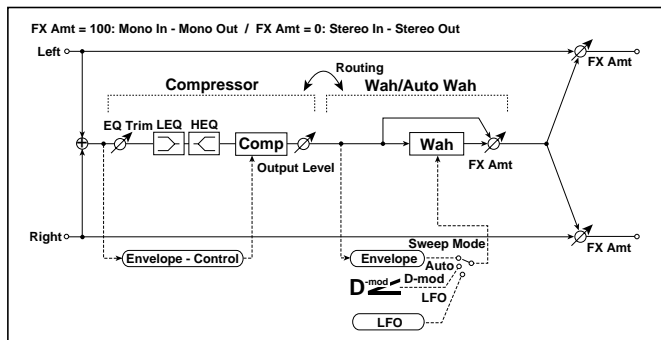 FX Amt = 100: Mono In - Mono Out / FX Amt = 0: Stereo In - Stereo Out
Left
FX Amt
Routing
Compressor
Wah/Auto Wah
EQ Trim
LEQ
HEQ
Comp
Output Level
Wah
FX Amt
Right
FX Amt
Sweep Mode
Envelope - Control
Envelope
Auto
D-mod
D-mod
LFO
LFO